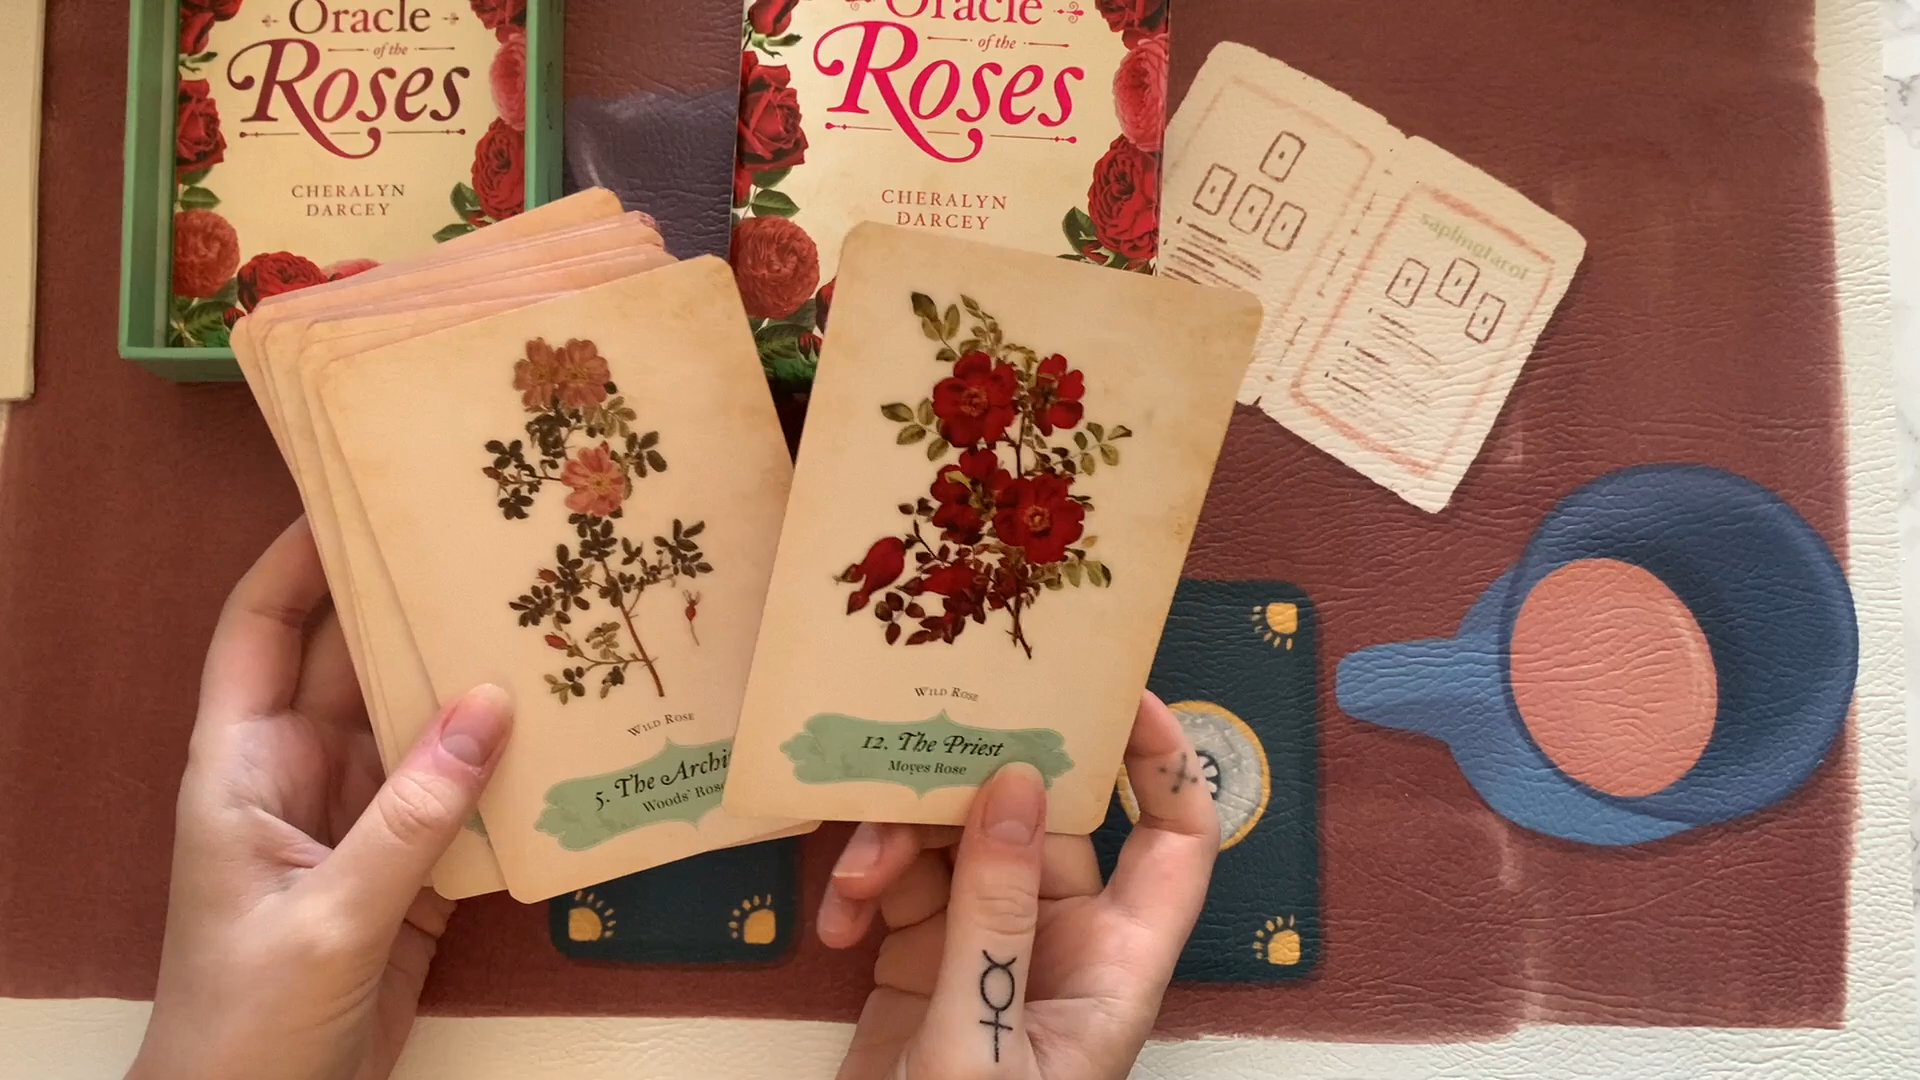 Oracle
of the
Roses
CHERALYN
DARCEY
Oracle
of the
Roses
CHERALYN
DARCEY
saplingtarot
WILD ROSE
5. The Archi
Woods' Rose
WILD ROSE
12. The Priest
Moyes Rose